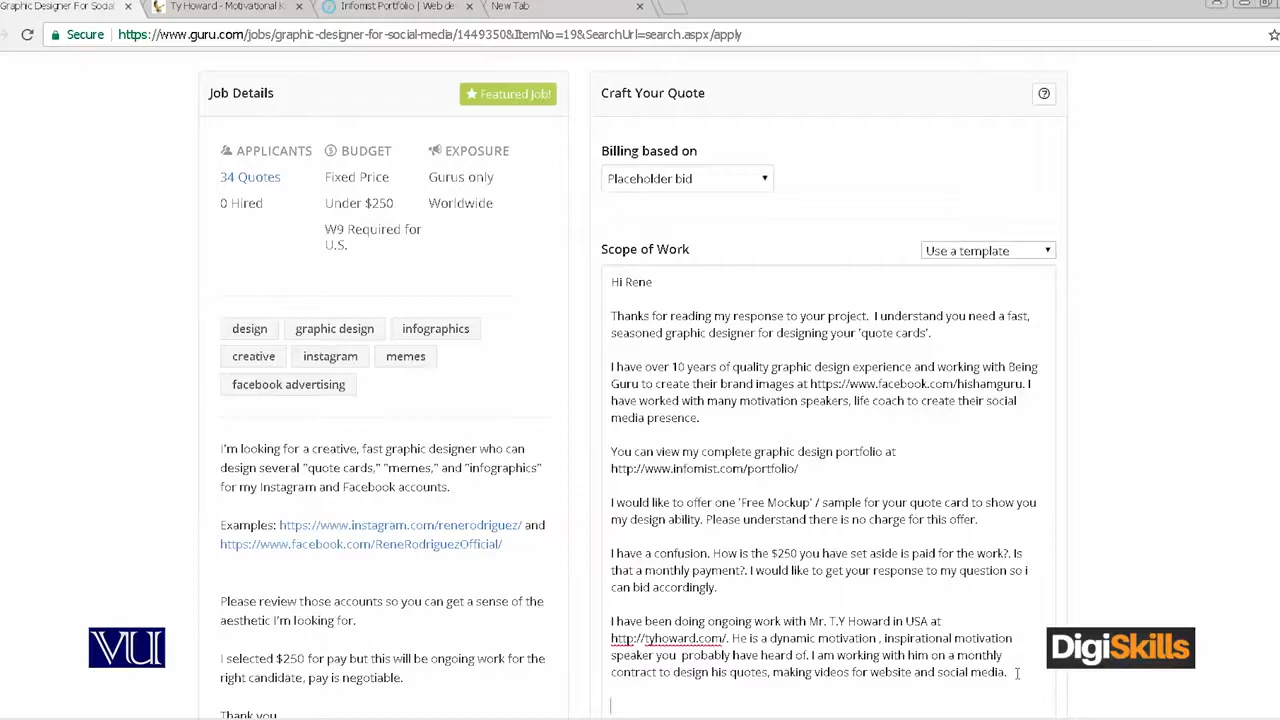 Graphic Designer For Social
Ty Howard - Motivational K
Infomist Portfolio | Web de
New Tab
Secure
https://www.guru.com/jobs/graphic-designer-for-social-media/1449350&ItemNo=19&SearchUrl=search.aspx/apply
Job Details
Featured Job!
APPLICANTS
BUDGET
EXPOSURE
34 Quotes
Fixed Price
Gurus only
0 Hired
Under $250
Worldwide
W9 Required for
U.S.
design
graphic design
infographics
creative
instagram
memes
facebook advertising
I'm looking for a creative, fast graphic designer who can
design several "quote cards," "memes," and "infographics"
for my Instagram and Facebook accounts.
Examples: https://www.instagram.com/renerodriguez/ and
https://www.facebook.com/ReneRodriguezOfficial/
Please review those accounts so you can get a sense of the
aesthetic I'm looking for.
I selected $250 for pay but this will be ongoing work for the
right candidate, pay is negotiable.
Thank you
Craft Your Quote
Billing based on
Placeholder bid
Scope of Work
Use a template
Hi Rene
Thanks for reading my response to your project. I understand you need a fast,
seasoned graphic designer for designing your 'quote cards'.
I have over 10 years of quality graphic design experience and working with Being
Guru to create their brand images at https://www.facebook.com/hishamguru. I
have worked with many motivation speakers, life coach to create their social
media presence.
You can view my complete graphic design portfolio at
http://www.infomist.com/portfolio/
I would like to offer one 'Free Mockup' / sample for your quote card to show you
my design ability. Please understand there is no charge for this offer.
I have a confusion. How is the $250 you have set aside is paid for the work?. Is
that a monthly payment?. I would like to get your response to my question so i
can bid accordingly.
I have been doing ongoing work with Mr. T.Y Howard in USA at
http://tyhoward.com/. He is a dynamic motivation , inspirational motivation
speaker you probably have heard of. I am working with him on a monthly
contract to design his quotes, making videos for website and social media.
VU
DigiSkills